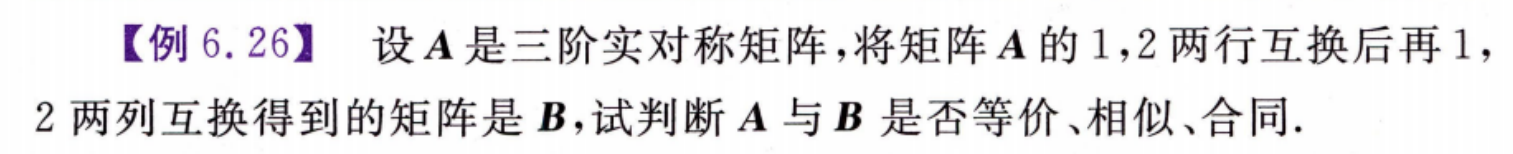 【例 6.26】 设 A 是三阶实对称矩阵,将矩阵 A 的 1,2 两行互换后再 1,
2 两列互换得到的矩阵是 B,试判断 A 与 B 是否等价、相似、合同.